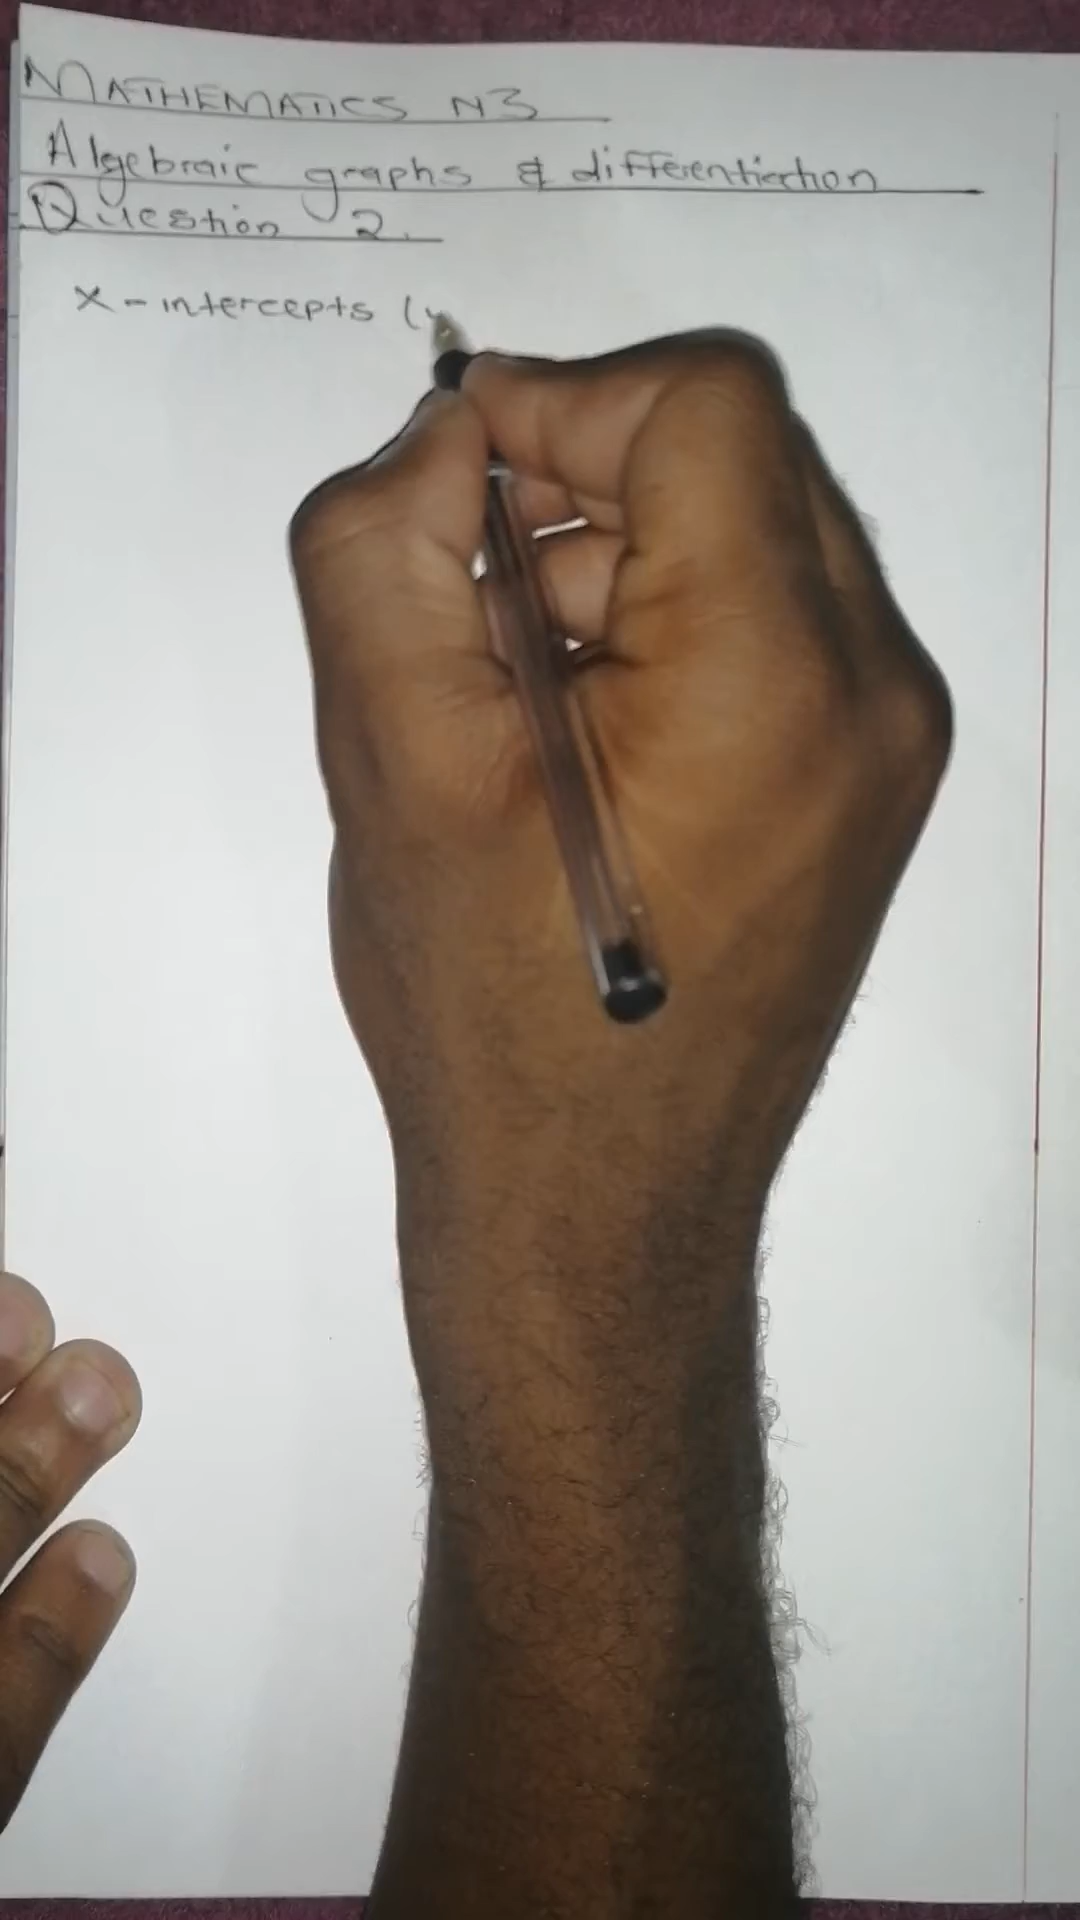 MATHEMATICS N3
Algebraic graphs & differentiation
Question 2.
x - intercepts (y